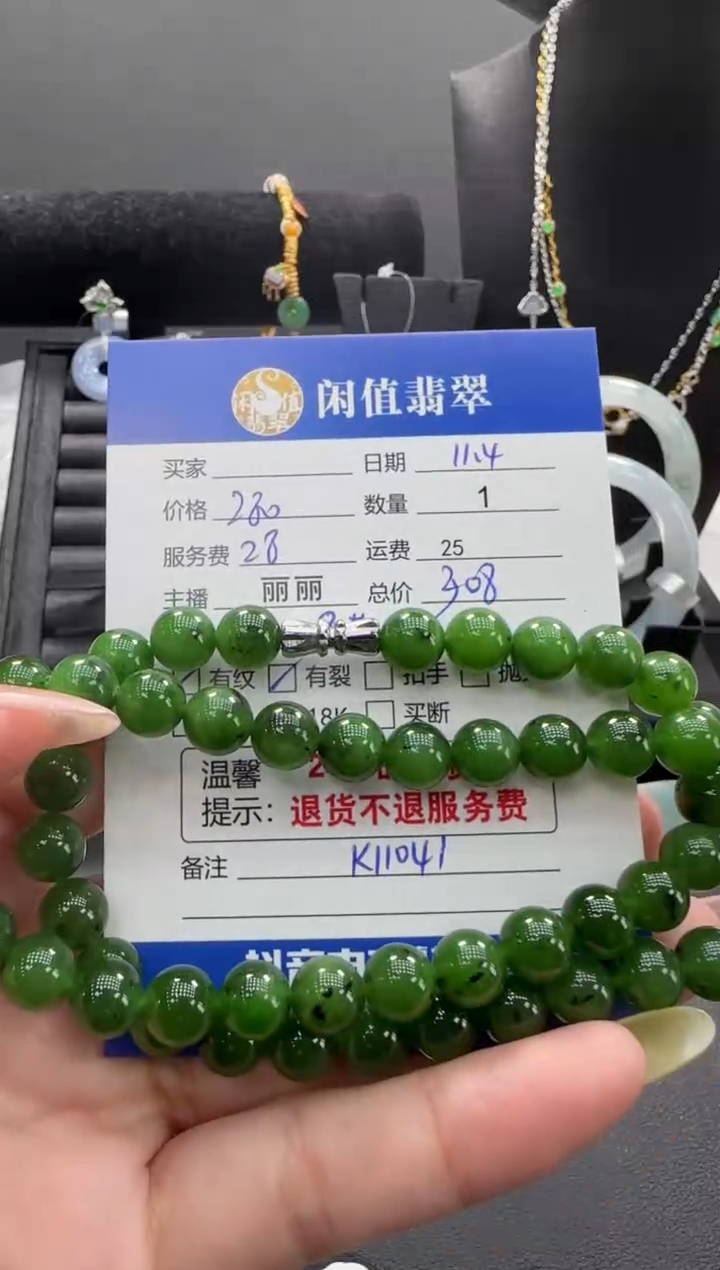 闲值翡翠
买家 日期 11.4
价格 280 数量 1
服务费 28 运费 25
主播 丽丽 总价 308
有纹 有裂 扣手 抛
18K 买断
温馨
提示：退货不退服务费
备注 K11041